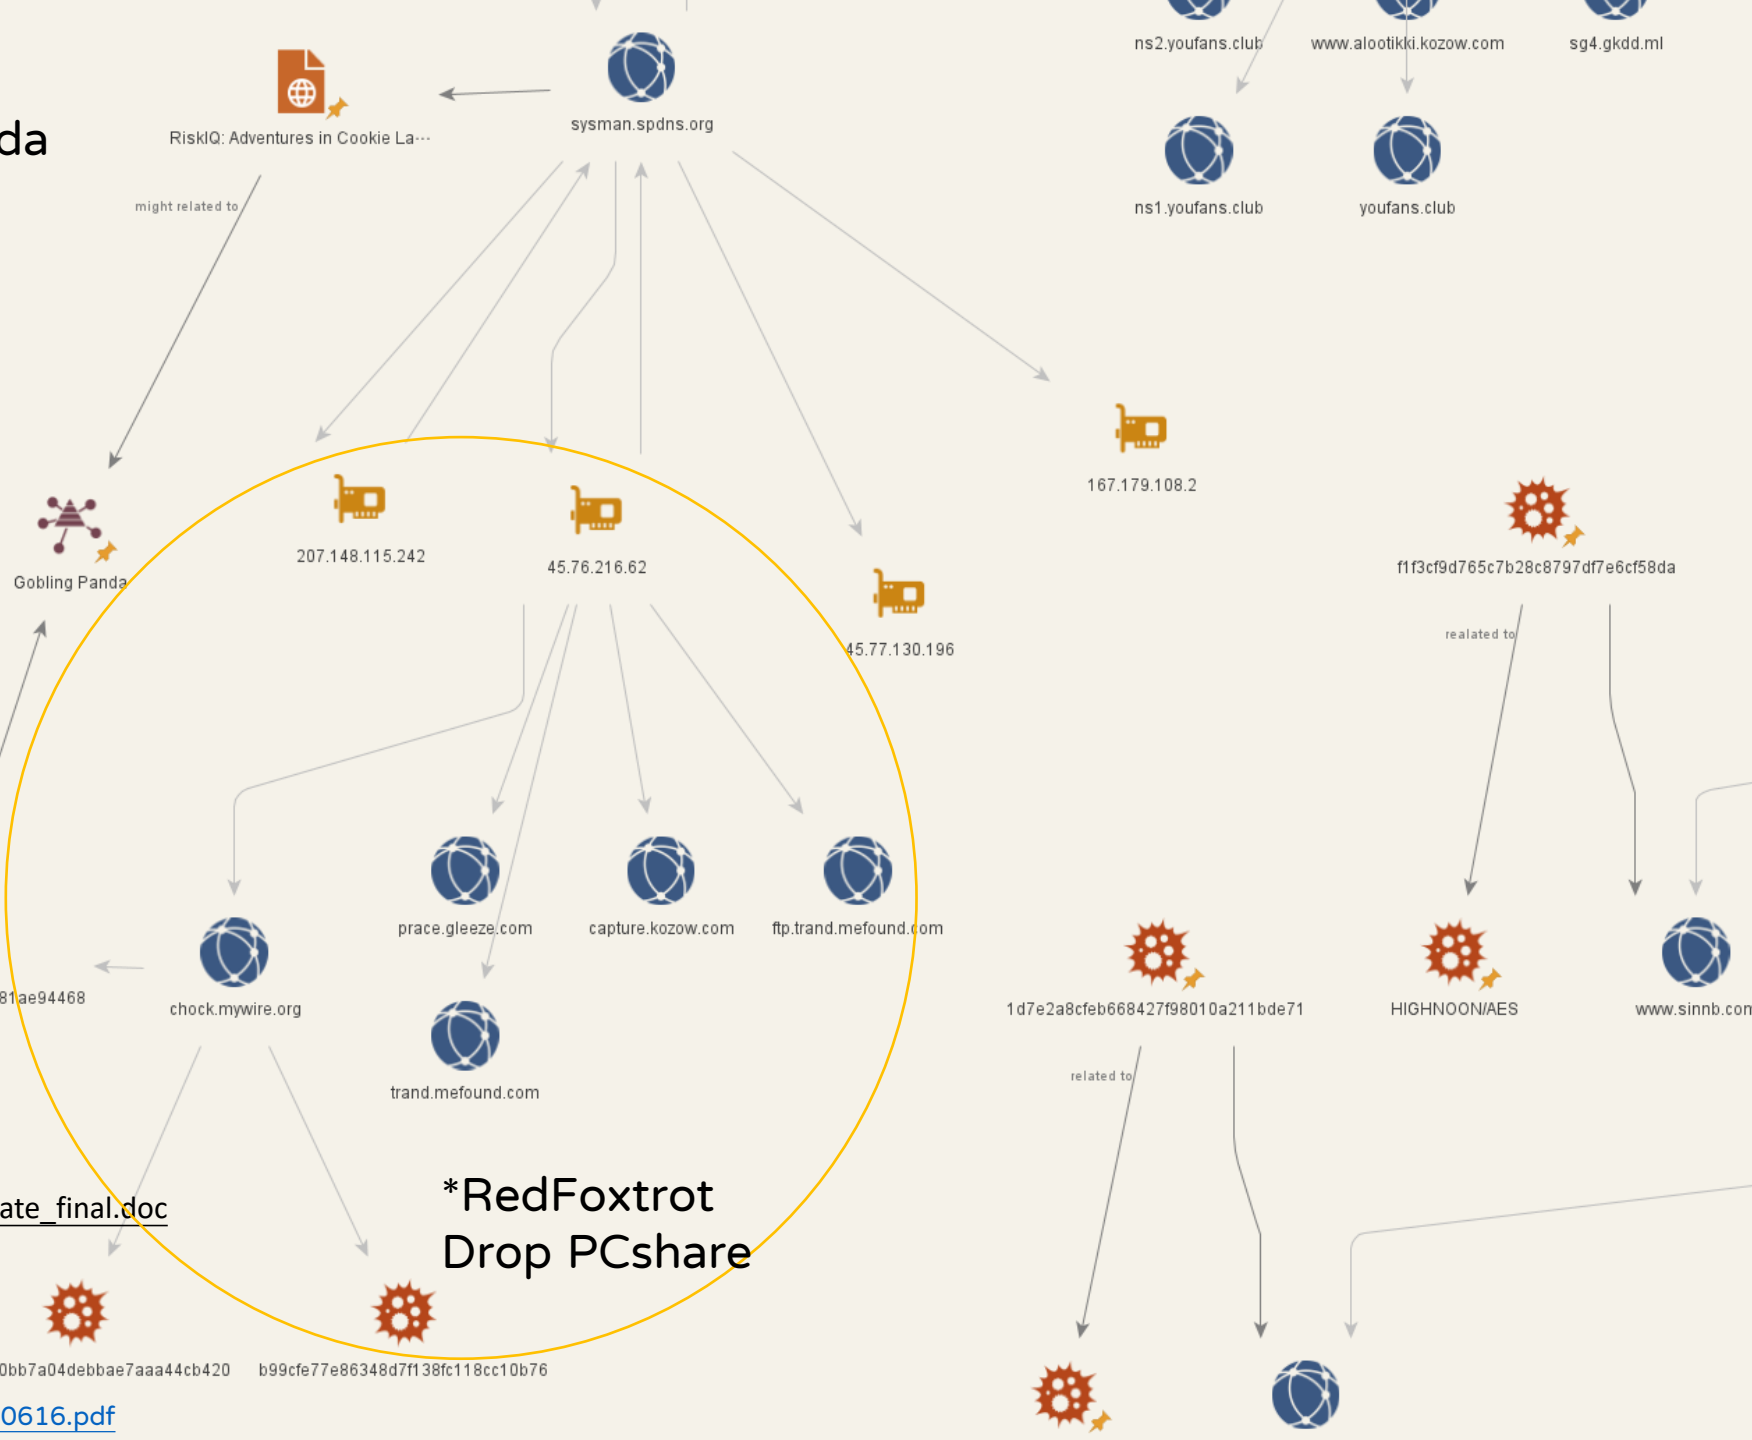 ns2.youfans.club
www.alootikki.kozow.com
sg4.gkdd.ml
sysman.spdns.org
RiskIQ: Adventures in Cookie La···
da
might related to
ns1.youfans.club
youfans.club
167.179.108.2
207.148.115.242
45.76.216.62
Gobling Panda
f1f3cf9d765c7b28c8797df7e6cf58da
realated to
45.77.130.196
prace.gleeze.com
capture.kozow.com
ftp.trand.mefound.com
81ae94468
chock.mywire.org
1d7e2a8cfeb668427f98010a211bde71
HIGHNOON/AES
www.sinnb.com
related to
trand.mefound.com
*RedFoxtrot
Drop PCshare
ate_final.doc
0bb7a04debbae7aaa44cb420
b99cfe77e86348d7f138fc118cc10b76
0616.pdf